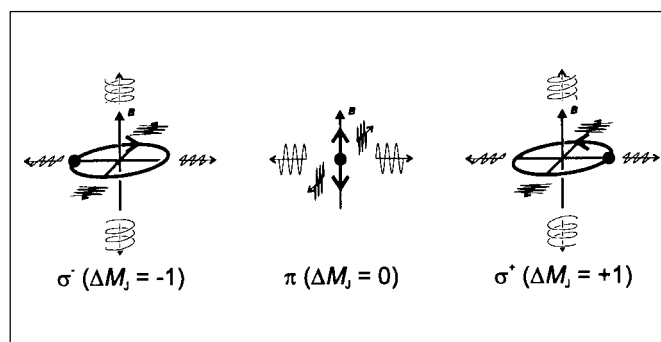 B B B
σ⁻ (ΔM_J = -1) π (ΔM_J = 0) σ⁺ (ΔM_J = +1)